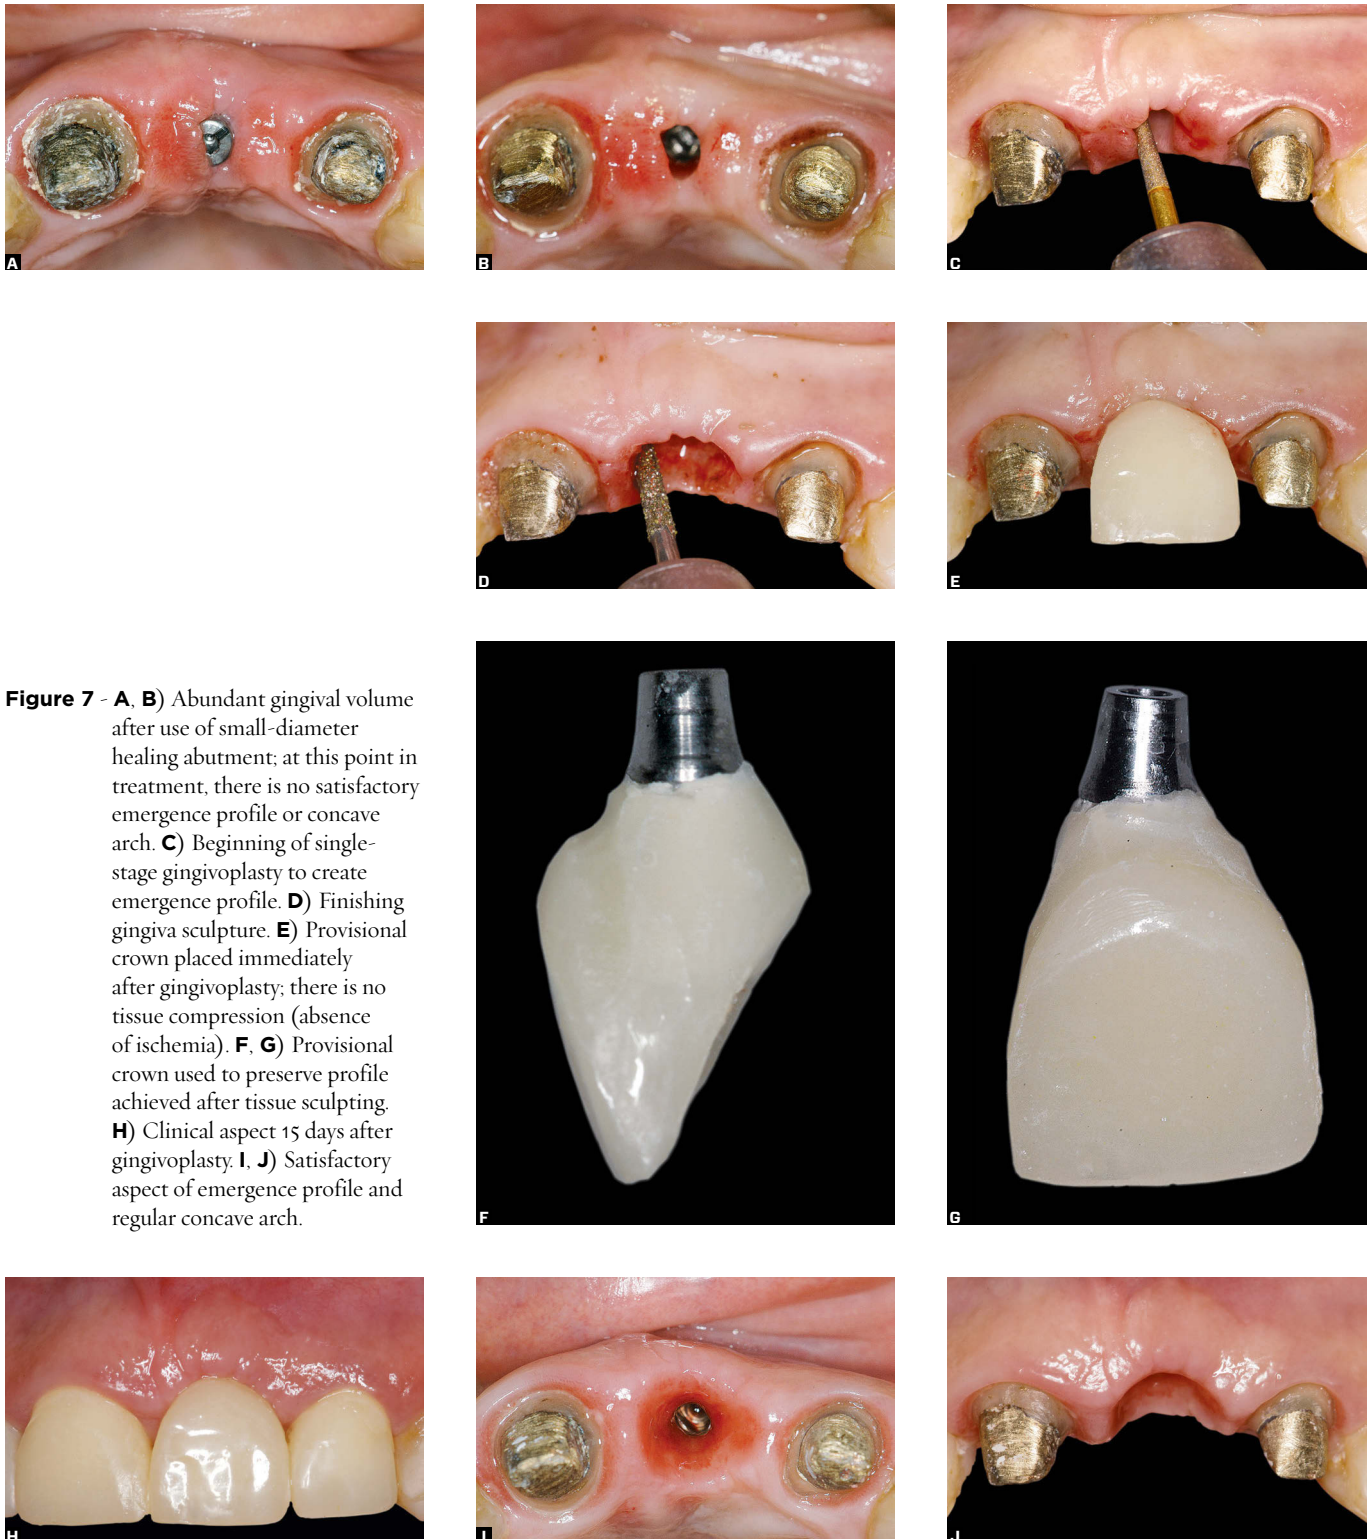 A
B
C
D
E
Figure 7 - A, B) Abundant gingival volume
after use of small-diameter
healing abutment; at this point in
treatment, there is no satisfactory
emergence profile or concave
arch. C) Beginning of single-
stage gingivoplasty to create
emergence profile. D) Finishing
gingiva sculpture. E) Provisional
crown placed immediately
after gingivoplasty; there is no
tissue compression (absence
of ischemia). F, G) Provisional
crown used to preserve profile
achieved after tissue sculpting.
H) Clinical aspect 15 days after
gingivoplasty. I, J) Satisfactory
aspect of emergence profile and
regular concave arch.
F
G
H
I
J